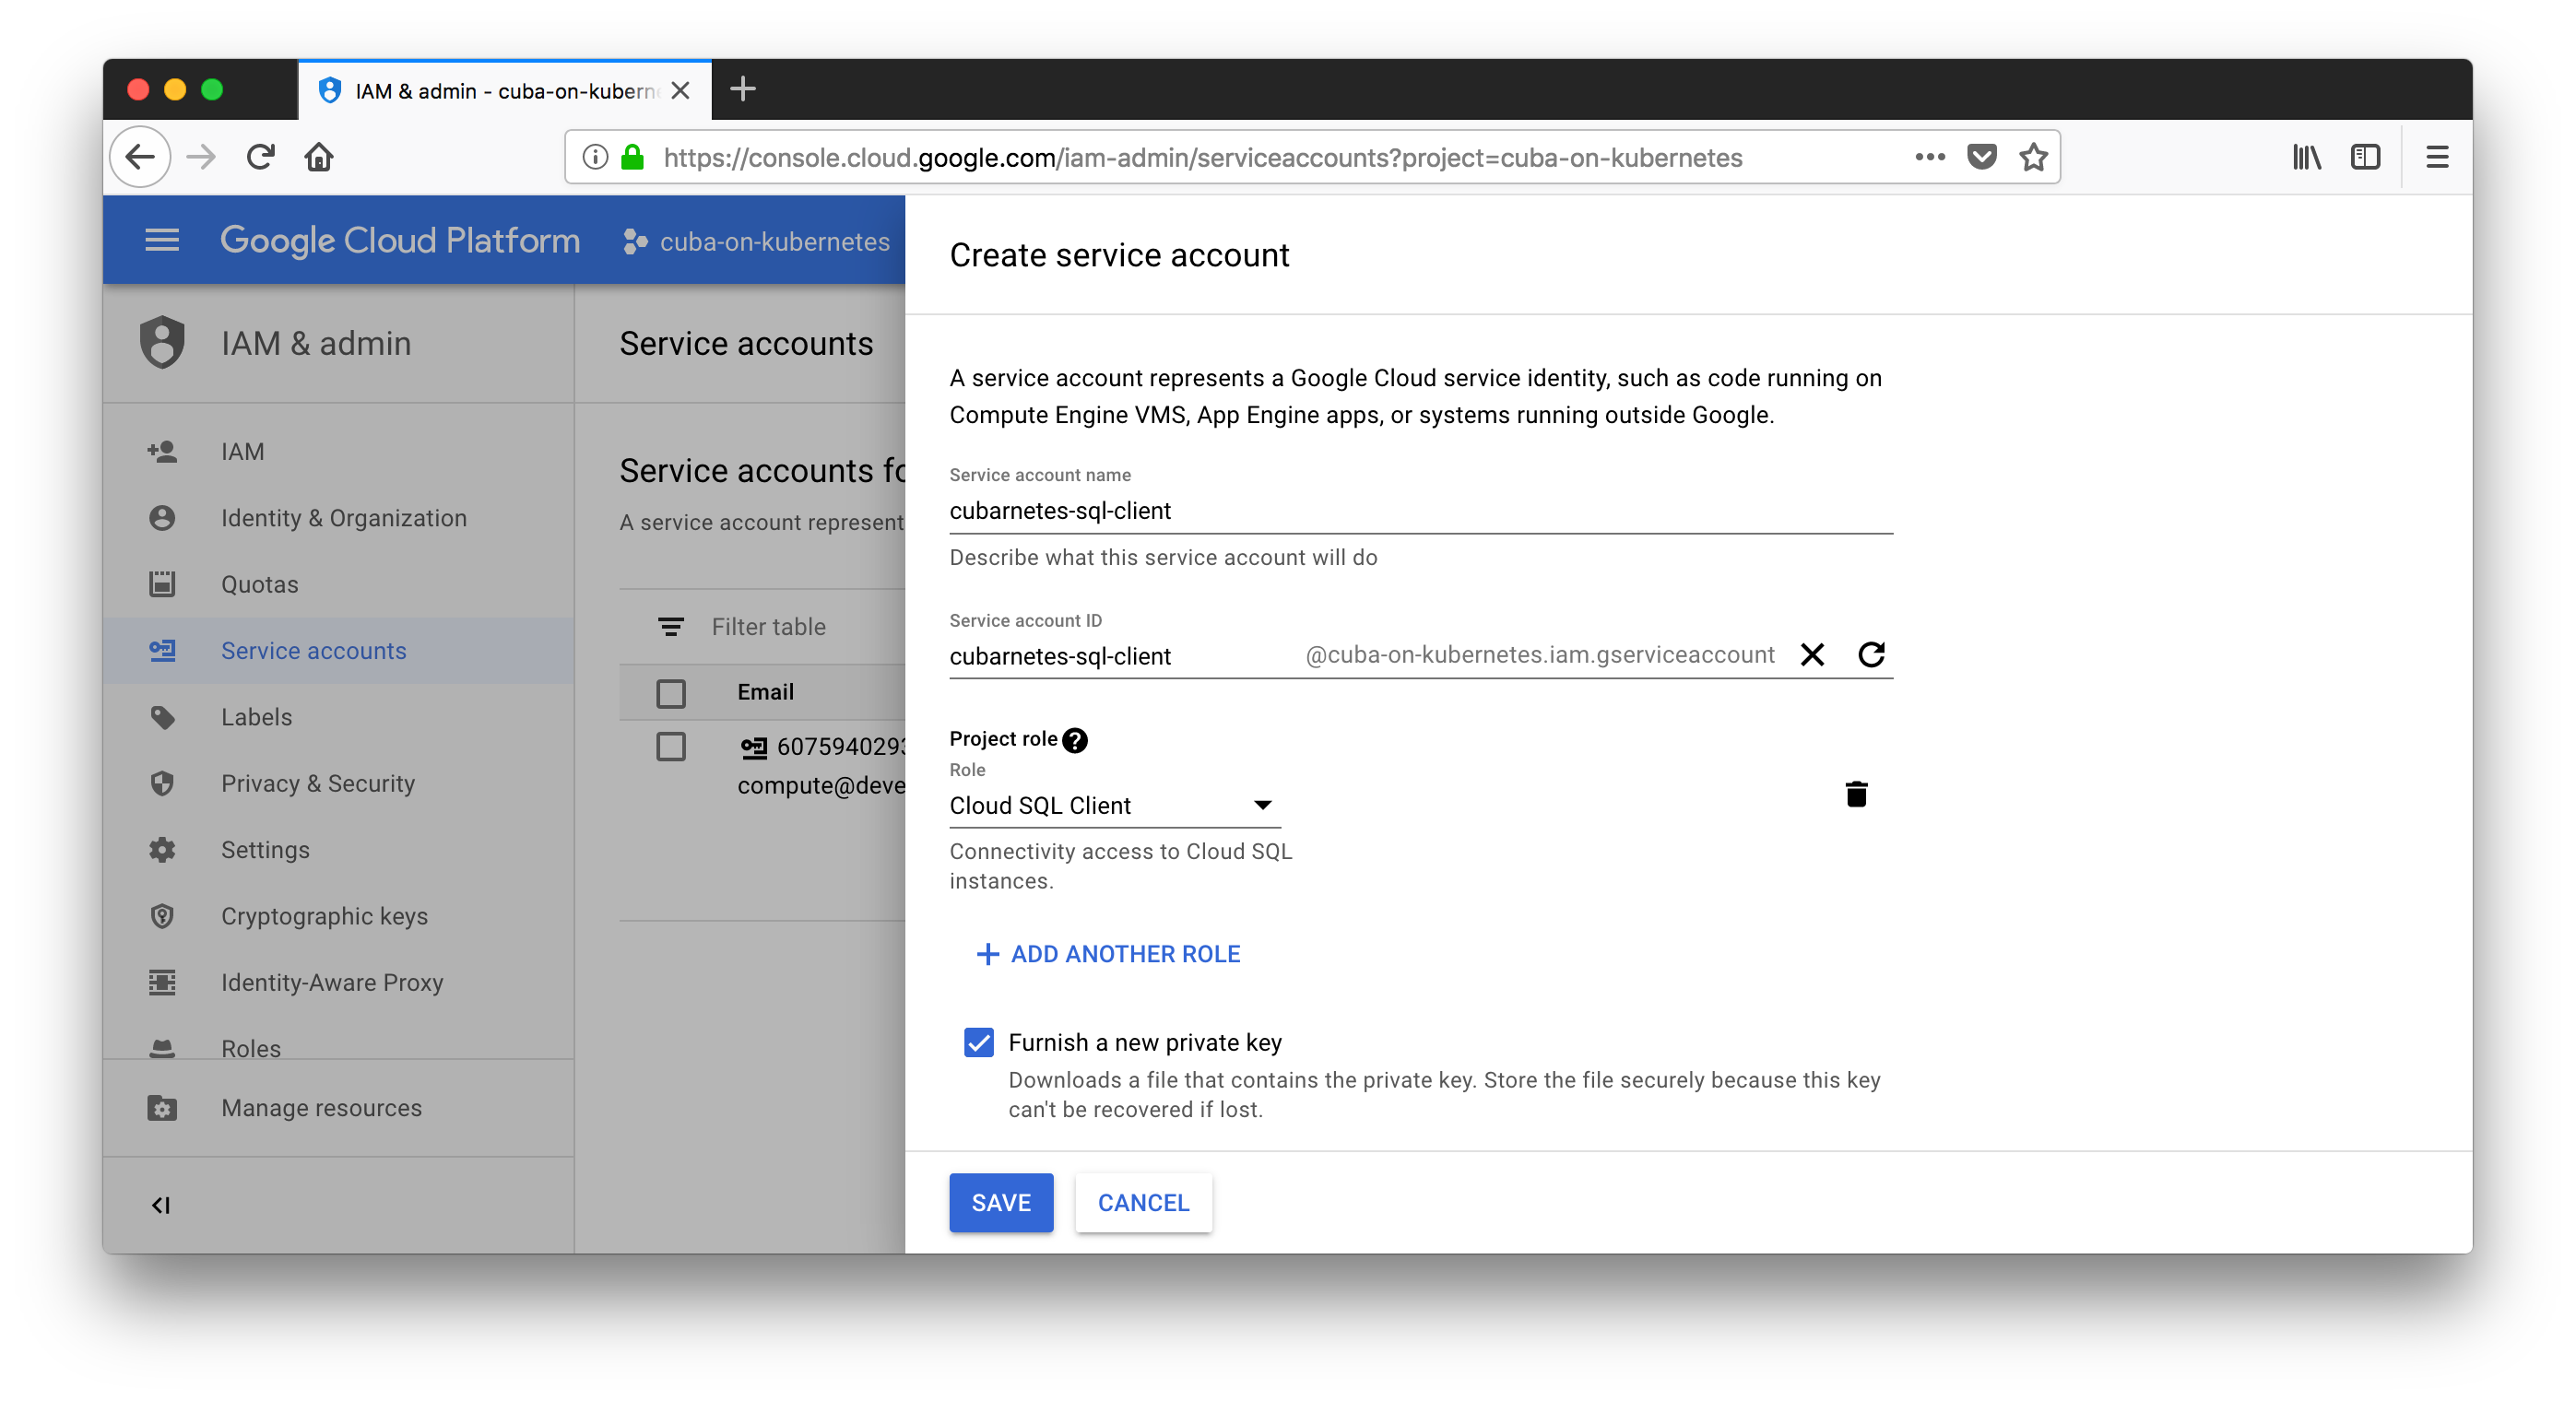 IAM & admin - cuba-on-kuberne
https://console.cloud.google.com/iam-admin/serviceaccounts?project=cuba-on-kubernetes
Google Cloud Platform
cuba-on-kubernetes
IAM & admin
IAM
Identity & Organization
Quotas
Service accounts
Labels
Privacy & Security
Settings
Cryptographic keys
Identity-Aware Proxy
Roles
Manage resources
Service accounts
Service accounts fo
A service account represent
Filter table
Email
6075940293
compute@deve
Create service account
A service account represents a Google Cloud service identity, such as code running on
Compute Engine VMS, App Engine apps, or systems running outside Google.
Service account name
cubarnetes-sql-client
Describe what this service account will do
Service account ID
cubarnetes-sql-client @cuba-on-kubernetes.iam.gserviceaccount
Project role
Role
Cloud SQL Client
Connectivity access to Cloud SQL
instances.
ADD ANOTHER ROLE
Furnish a new private key
Downloads a file that contains the private key. Store the file securely because this key
can't be recovered if lost.
SAVE
CANCEL